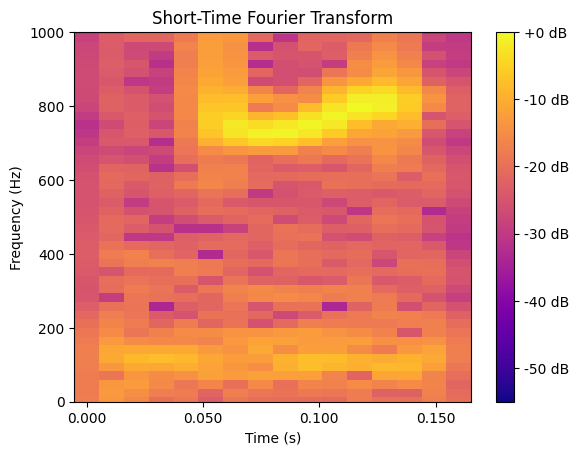 Short-Time Fourier Transform
1000
800
600
400
200
0
Frequency (Hz)
0.000
0.050
0.100
0.150
Time (s)
+0 dB
-10 dB
-20 dB
-30 dB
-40 dB
-50 dB